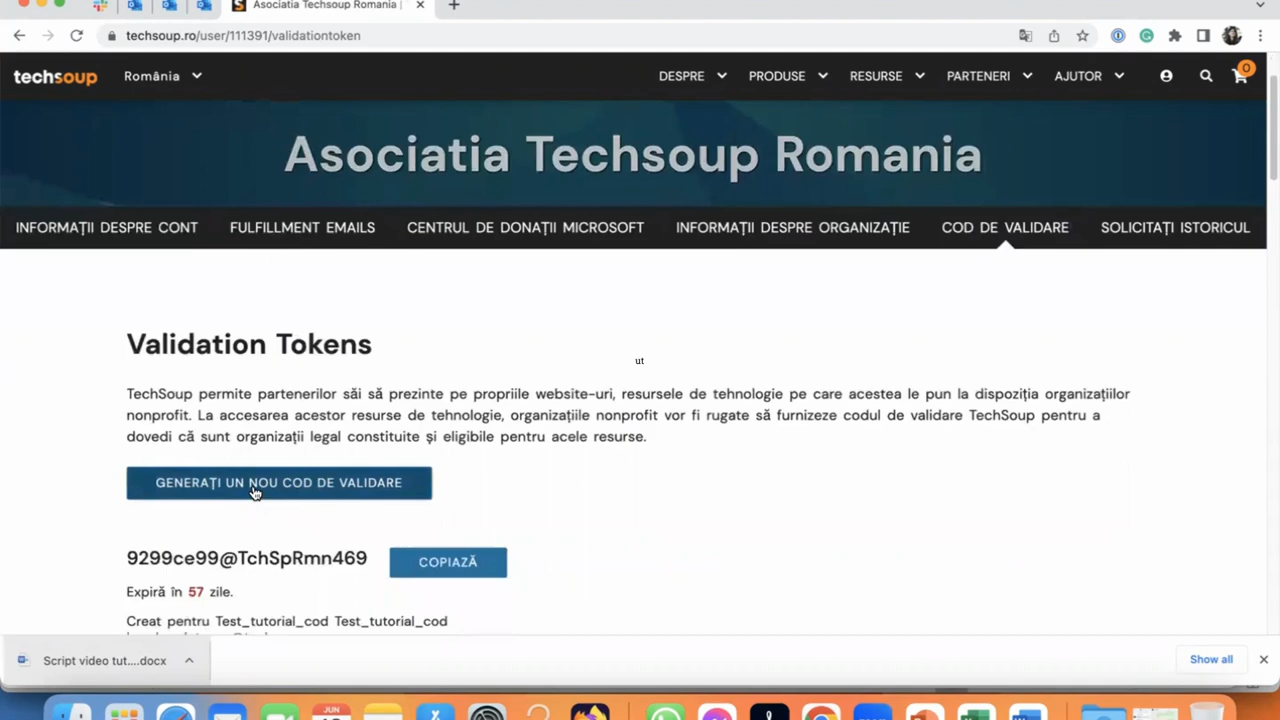 Asociatia Techsoup Romania |
techsoup.ro/user/111391/validationtoken
techsoup România DESPRE PRODUSE RESURSE PARTENERI AJUTOR 0
Asociatia Techsoup Romania
INFORMAȚII DESPRE CONT FULFILLMENT EMAILS CENTRUL DE DONAȚII MICROSOFT INFORMAȚII DESPRE ORGANIZAȚIE COD DE VALIDARE SOLICITAȚI ISTORICUL
Validation Tokens
ut
TechSoup permite partenerilor săi să prezinte pe propriile website-uri, resursele de tehnologie pe care acestea le pun la dispoziția organizațiilor
nonprofit. La accesarea acestor resurse de tehnologie, organizațiile nonprofit vor fi rugate să furnizeze codul de validare TechSoup pentru a
dovedi că sunt organizații legal constituite și eligibile pentru acele resurse.
GENERAȚI UN NOU COD DE VALIDARE
9299ce99@TchSpRmn469 COPIAZĂ
Expiră în 57 zile.
Creat pentru Test_tutorial_cod Test_tutorial_cod
Script video tut....docx Show all
JUN